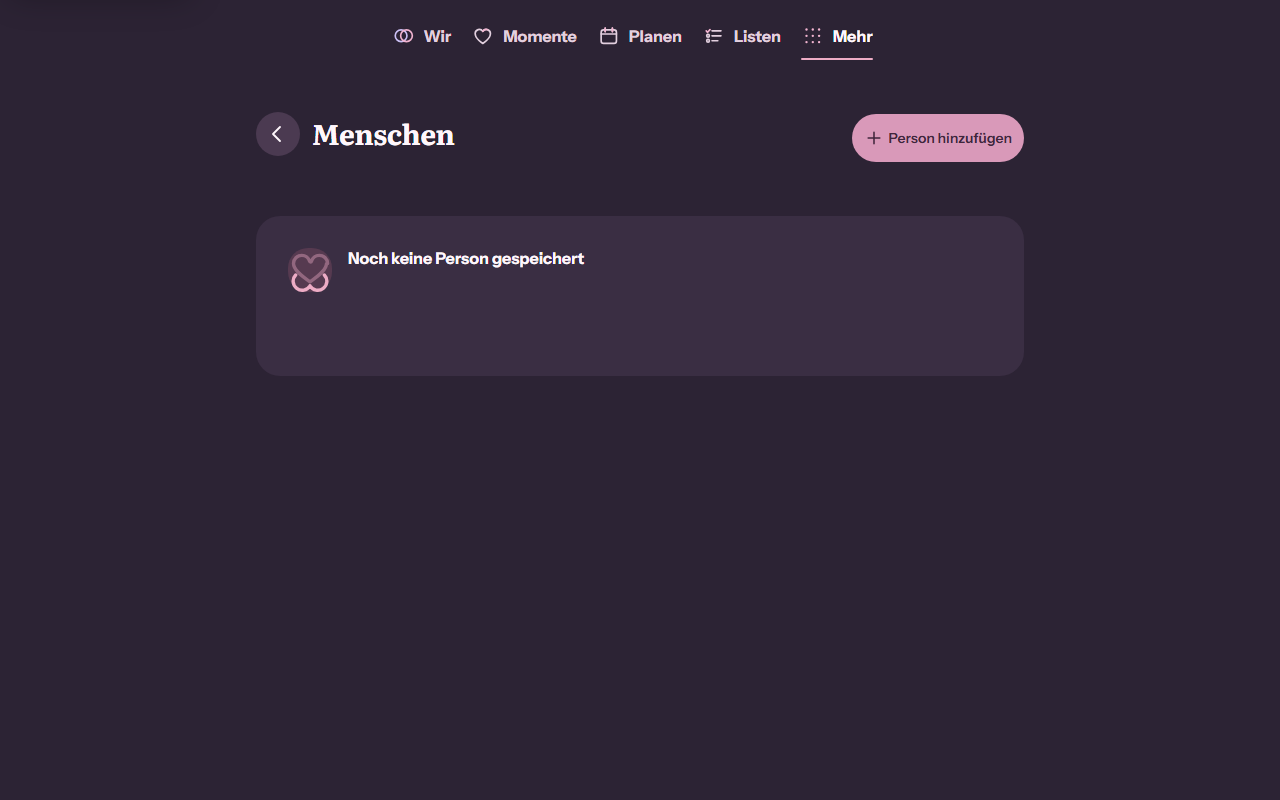 Wir
Momente
Planen
Listen
Mehr
Menschen
Person hinzufügen
Noch keine Person gespeichert